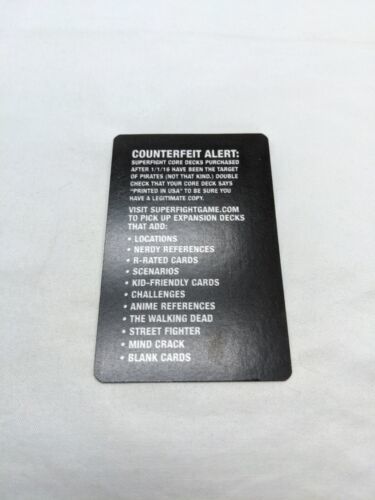 COUNTERFEIT ALERT:
SUPERFIGHT CORE DECKS PURCHASED
AFTER 1/1/16 HAVE BEEN THE TARGET
OF PIRATES (NOT THAT KIND.) DOUBLE
CHECK THAT YOUR CORE DECK SAYS
"PRINTED IN USA" TO BE SURE YOU
HAVE A LEGITIMATE COPY.
VISIT SUPERFIGHTGAME.COM
TO PICK UP EXPANSION DECKS
THAT ADD:
• LOCATIONS
• NERDY REFERENCES
• R-RATED CARDS
• SCENARIOS
• KID-FRIENDLY CARDS
• CHALLENGES
• ANIME REFERENCES
• THE WALKING DEAD
• STREET FIGHTER
• MIND CRACK
• BLANK CARDS